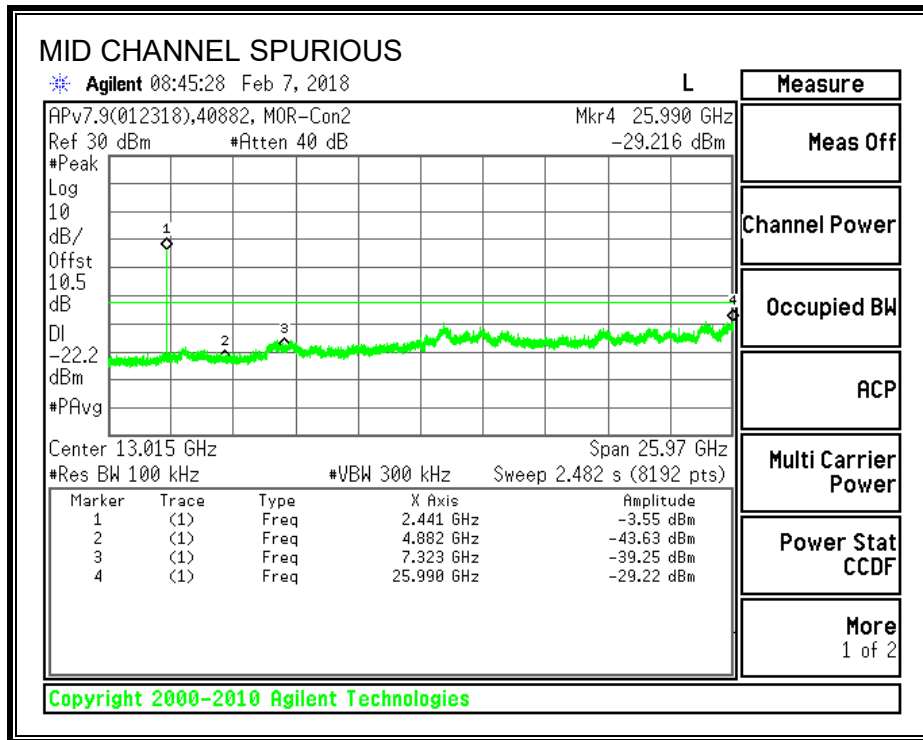 MID CHANNEL SPURIOUS
Agilent 08:45:28 Feb 7, 2018 L Measure
APv7.9(012318),40882, MOR-Con2 Mkr4 25.990 GHz
Ref 30 dBm #Atten 40 dB -29.216 dBm
#Peak
Log
10
dB/
Offst
10.5
dB
DI
-22.2
dBm
#PAvg
1
2
3
4
Center 13.015 GHz Span 25.97 GHz
#Res BW 100 kHz #VBW 300 kHz Sweep 2.482 s (8192 pts)
Marker Trace Type X Axis Amplitude
1 (1) Freq 2.441 GHz -3.55 dBm
2 (1) Freq 4.882 GHz -43.63 dBm
3 (1) Freq 7.323 GHz -39.25 dBm
4 (1) Freq 25.990 GHz -29.22 dBm
Meas Off
Channel Power
Occupied BW
ACP
Multi Carrier
Power
Power Stat
CCDF
More
1 of 2
Copyright 2000-2010 Agilent Technologies